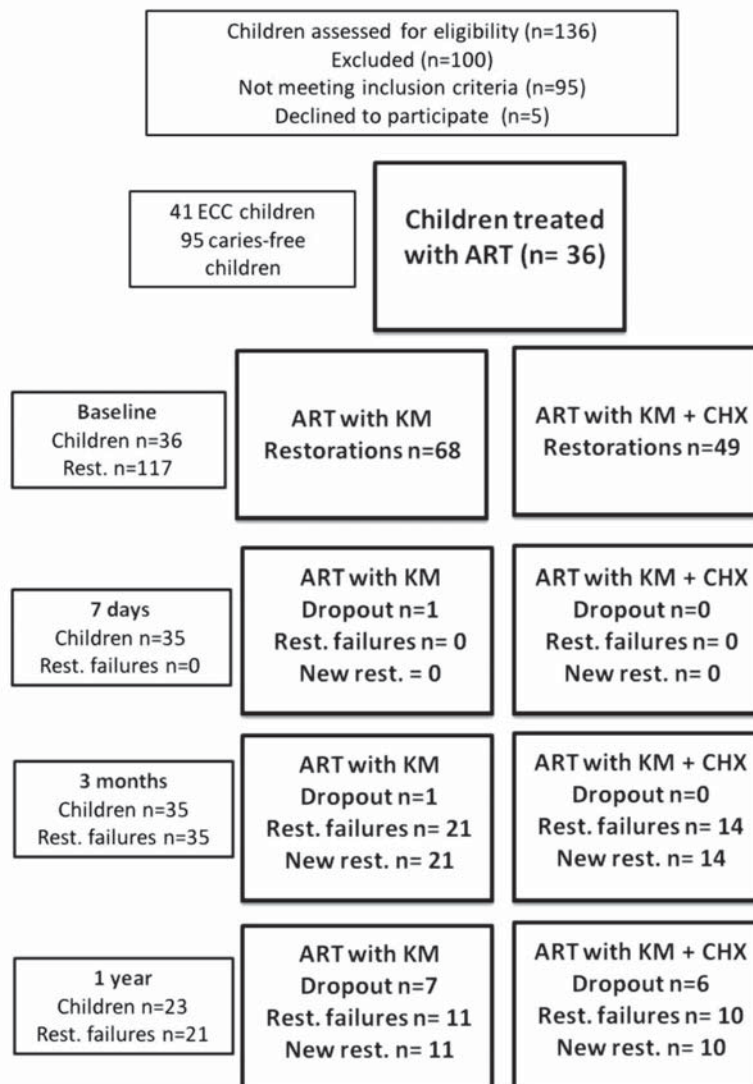 Children assessed for eligibility (n=136)
Excluded (n=100)
Not meeting inclusion criteria (n=95)
Declined to participate (n=5)
41 ECC children
95 caries-free
children
Children treated
with ART (n= 36)
Baseline
Children n=36
Rest. n=117
ART with KM
Restorations n=68
ART with KM + CHX
Restorations n=49
7 days
Children n=35
Rest. failures n=0
ART with KM
Dropout n=1
Rest. failures n= 0
New rest. = 0
ART with KM + CHX
Dropout n=0
Rest. failures n= 0
New rest. n= 0
3 months
Children n=35
Rest. failures n=35
ART with KM
Dropout n=1
Rest. failures n= 21
New rest. n= 21
ART with KM + CHX
Dropout n=0
Rest. failures n= 14
New rest. n= 14
1 year
Children n=23
Rest. failures n=21
ART with KM
Dropout n=7
Rest. failures n= 11
New rest. n= 11
ART with KM + CHX
Dropout n=6
Rest. failures n= 10
New rest. n= 10